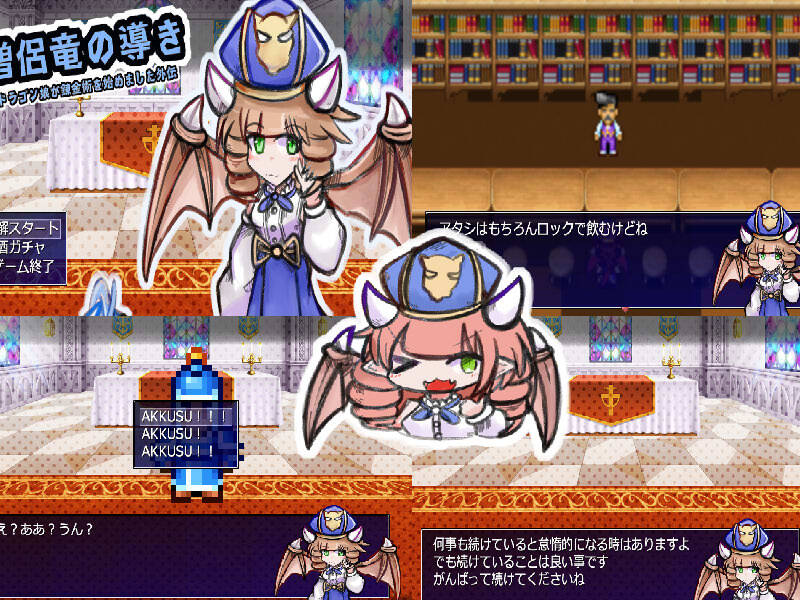 僧侶竜の導き
ドラゴン娘が錬金術を始めました外伝
スタート
酒ガチャ
ゲーム終了
アタシはもちろんロックで飲むけどね
AKKUSU！！！
AKKUSU！
AKKUSU！！
え？ああ？うん？
何事も続けていると怠惰的になる時はありますよ
でも続けていることは良い事です
がんばって続けてくださいね